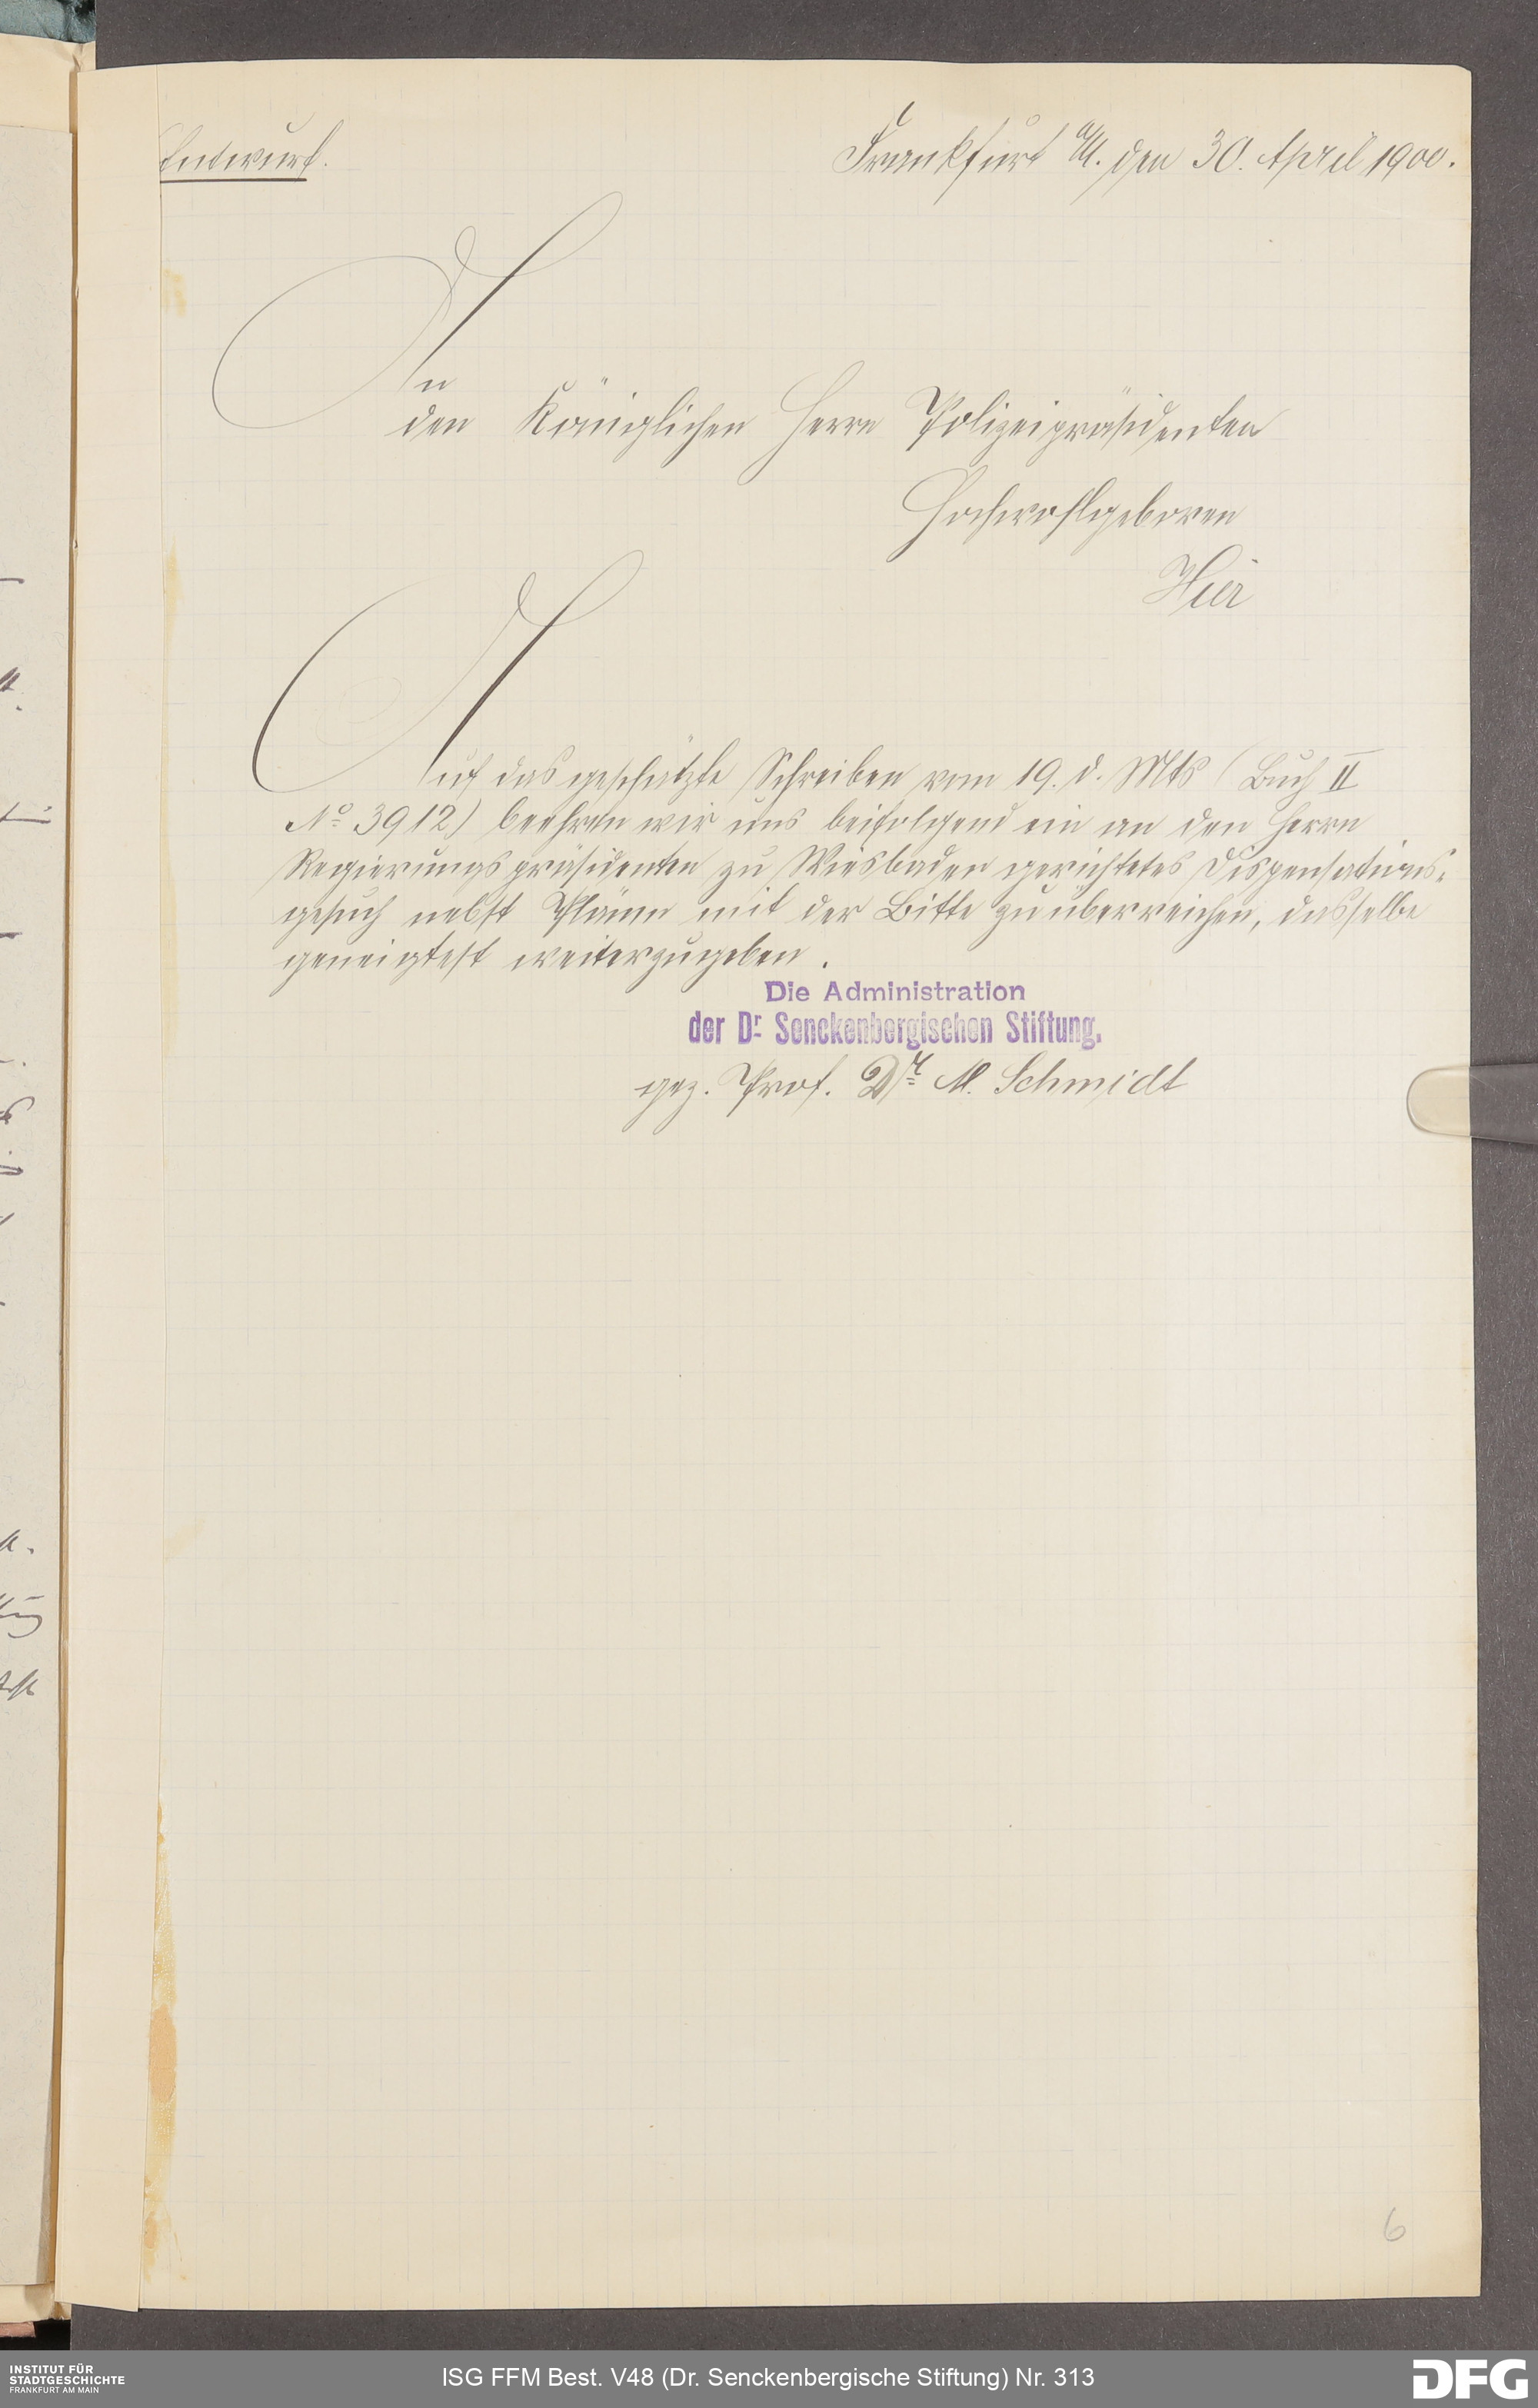 Entwurf.
Frankfurt a/M. den 30. April 1900.
An
den Königlichen Herrn Polizeipräsidenten
Hochwohlgeboren
Hier
Auf das geschätzte Schreiben vom 19. d. Mts (Buch II
No 3912) beehren wir uns beifolgend ein an den Herrn
Regierungspräsidenten zu Wiesbaden gerichtetes Dispensations-
gesuch nebst Plänen mit der Bitte zu überreichen, dasselbe
geneigtest weiterzugeben.
Die Administration
der Dr. Senckenbergischen Stiftung.
gez. Prof. Dr. M. Schmidt
6
INSTITUT FÜR
STADTGESCHICHTE
FRANKFURT AM MAIN
ISG FFM Best. V48 (Dr. Senckenbergische Stiftung) Nr. 313
DFG